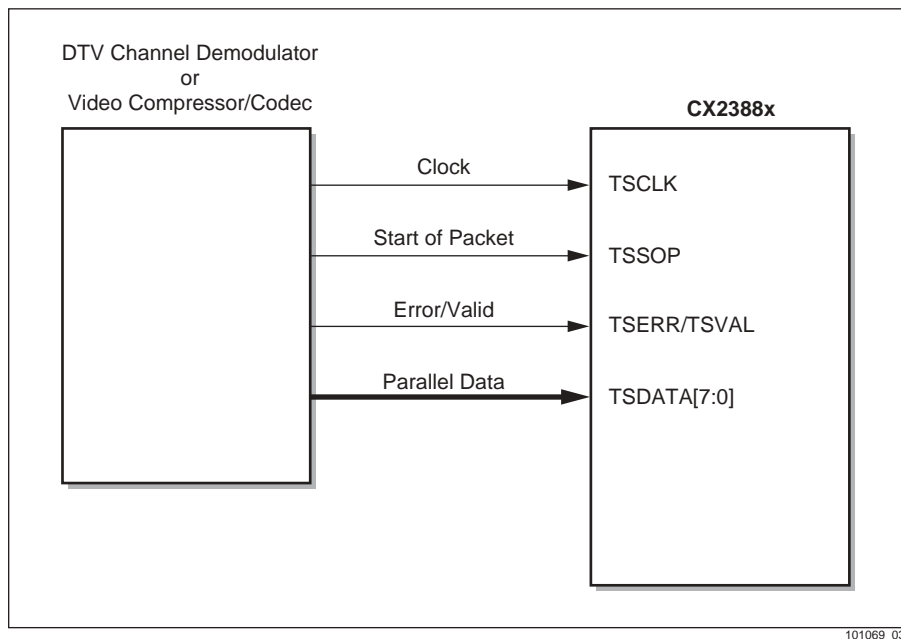 DTV Channel Demodulator
or
Video Compressor/Codec
CX2388x
Clock
TSCLK
Start of Packet
TSSOP
Error/Valid
TSERR/TSVAL
Parallel Data
TSDATA[7:0]